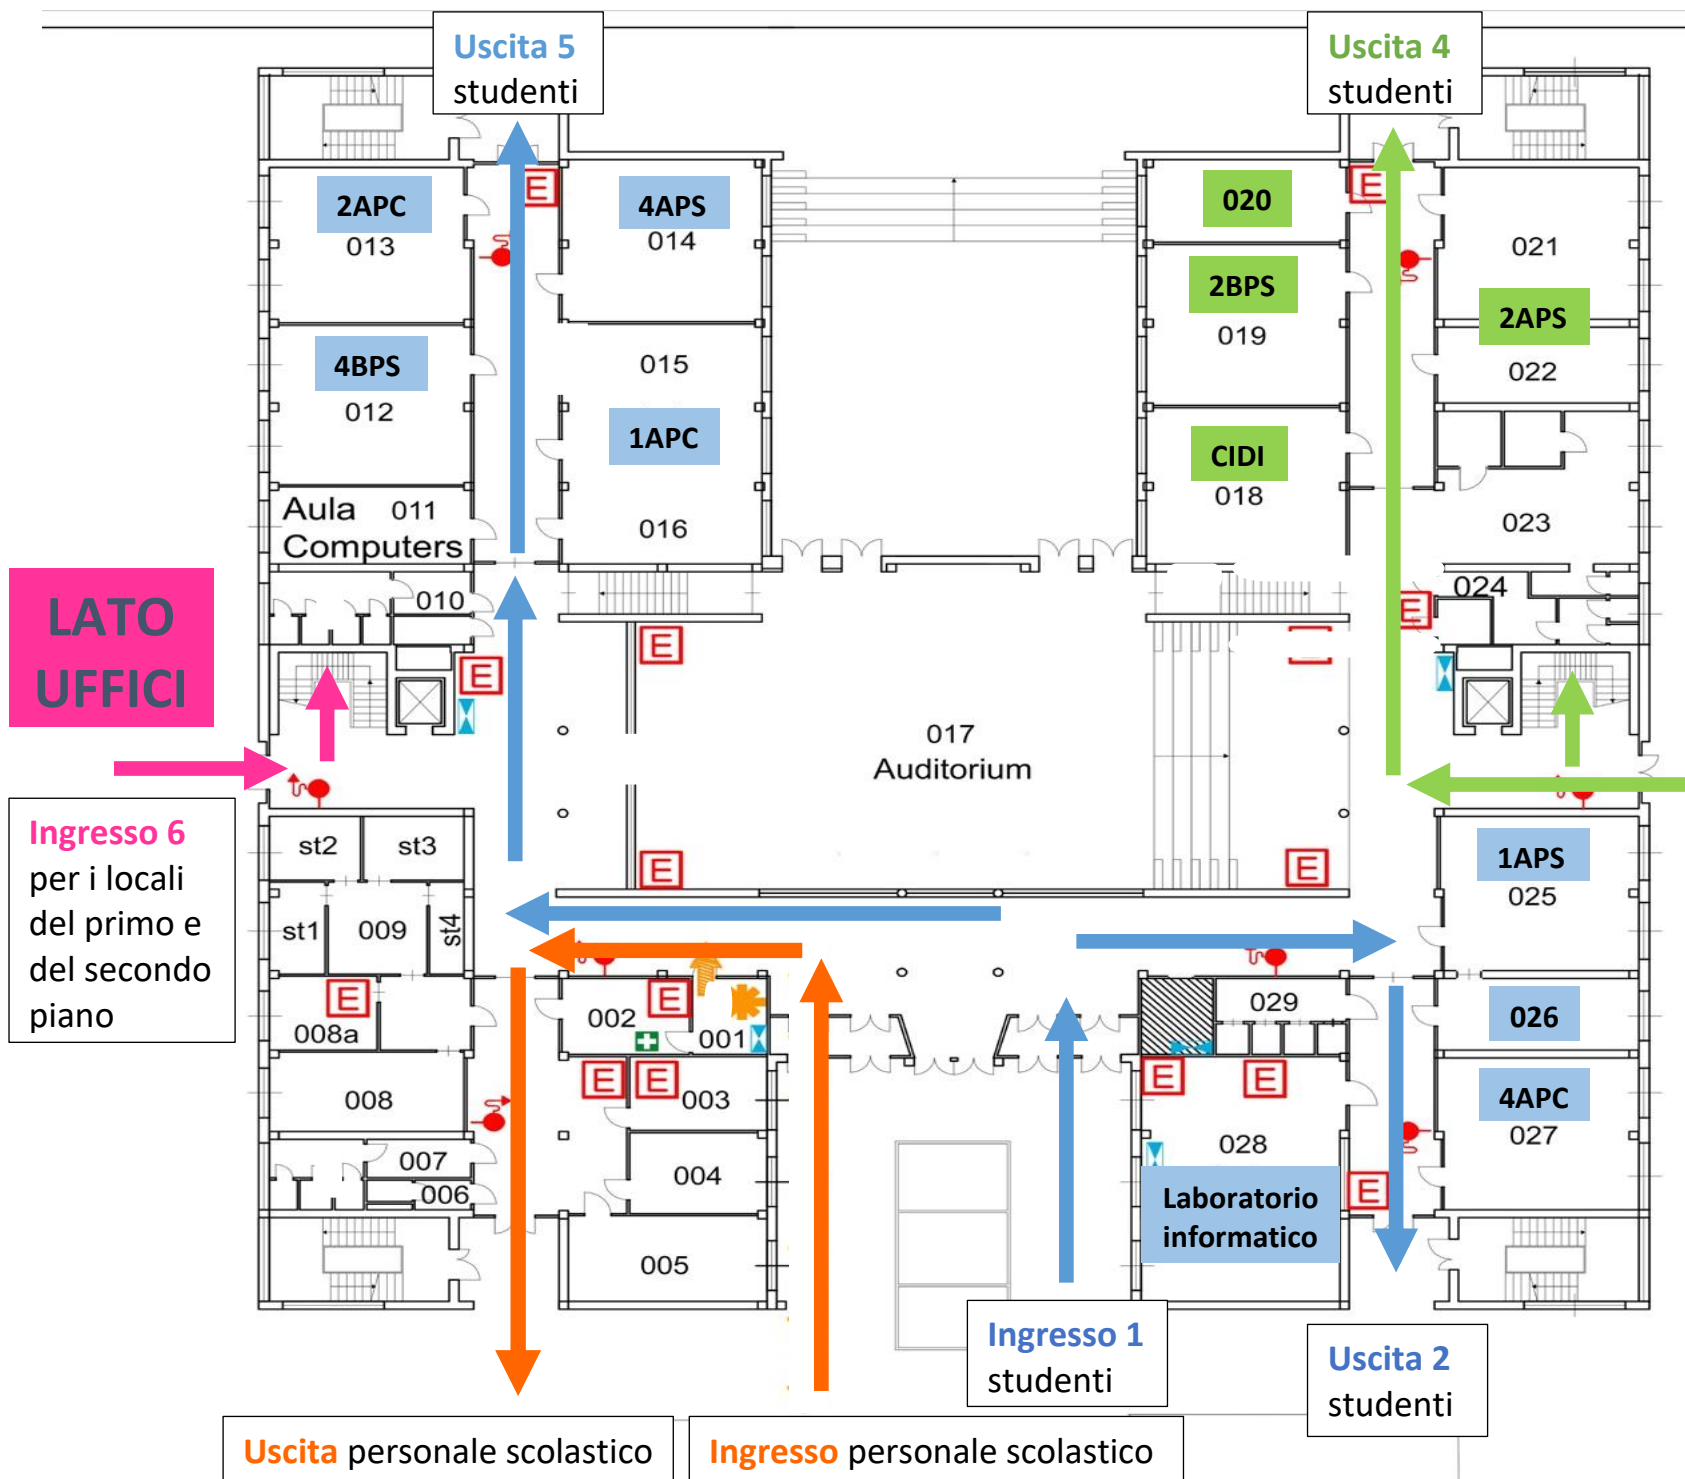 Uscita 5
studenti
Uscita 4
studenti
E
E
2APC
013
4APS
014
020
021
2BPS
019
2APS
022
4BPS
012
015
1APC
016
CIDI
018
023
Aula 011
Computers
010
024
E
LATO
UFFICI
E
E
017
Auditorium
Ingresso 6
per i locali
del primo e
del secondo
piano
st2
st3
st1
009
st4
E
E
1APS
025
E
008a
002
E
001
029
026
008
E
E
003
E
E
028
4APC
027
007
006
004
005
E
Laboratorio
informatico
Ingresso 1
studenti
Uscita 2
studenti
Uscita personale scolastico
Ingresso personale scolastico